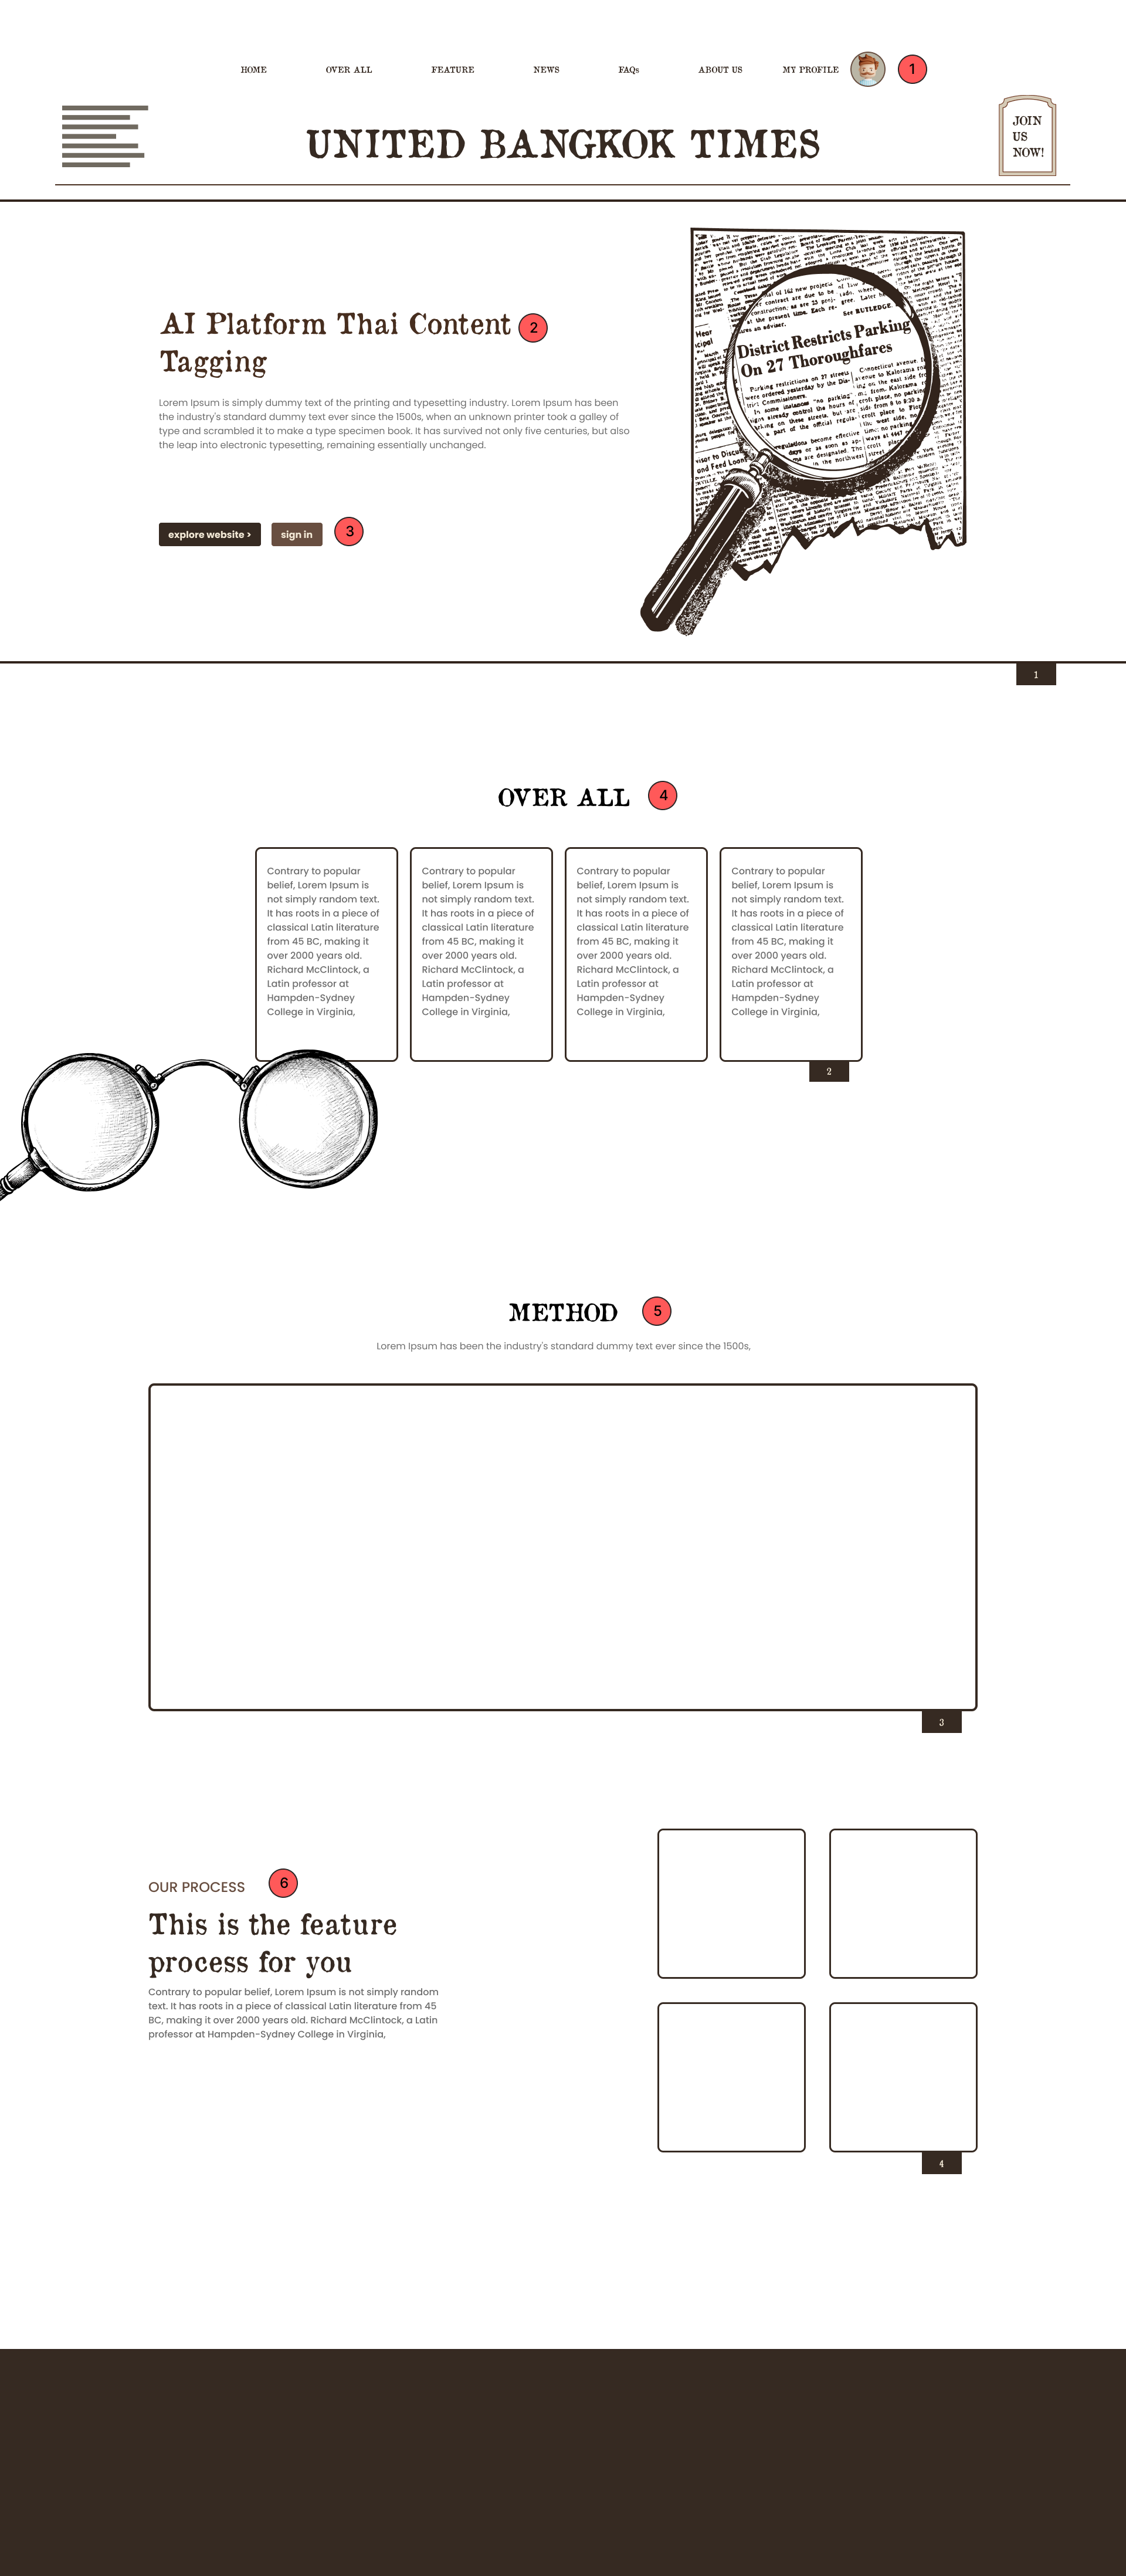 HOME OVER ALL FEATURE NEWS FAQs ABOUT US MY PROFILE 1
UNITED BANGKOK TIMES
JOIN
US
NOW!
AI Platform Thai Content 2
Tagging
Lorem Ipsum is simply dummy text of the printing and typesetting industry. Lorem Ipsum has been
the industry's standard dummy text ever since the 1500s, when an unknown printer took a galley of
type and scrambled it to make a type specimen book. It has survived not only five centuries, but also
the leap into electronic typesetting, remaining essentially unchanged.
explore website > sign in 3
See RUTLEDGE,
District Restricts Parking
On 27 Thoroughfares
1
OVER ALL 4
Contrary to popular
belief, Lorem Ipsum is
not simply random text.
It has roots in a piece of
classical Latin literature
from 45 BC, making it
over 2000 years old.
Richard McClintock, a
Latin professor at
Hampden-Sydney
College in Virginia,
Contrary to popular
belief, Lorem Ipsum is
not simply random text.
It has roots in a piece of
classical Latin literature
from 45 BC, making it
over 2000 years old.
Richard McClintock, a
Latin professor at
Hampden-Sydney
College in Virginia,
Contrary to popular
belief, Lorem Ipsum is
not simply random text.
It has roots in a piece of
classical Latin literature
from 45 BC, making it
over 2000 years old.
Richard McClintock, a
Latin professor at
Hampden-Sydney
College in Virginia,
Contrary to popular
belief, Lorem Ipsum is
not simply random text.
It has roots in a piece of
classical Latin literature
from 45 BC, making it
over 2000 years old.
Richard McClintock, a
Latin professor at
Hampden-Sydney
College in Virginia,
2
METHOD 5
Lorem Ipsum has been the industry's standard dummy text ever since the 1500s,
3
OUR PROCESS 6
This is the feature
process for you
Contrary to popular belief, Lorem Ipsum is not simply random
text. It has roots in a piece of classical Latin literature from 45
BC, making it over 2000 years old. Richard McClintock, a Latin
professor at Hampden-Sydney College in Virginia,
4